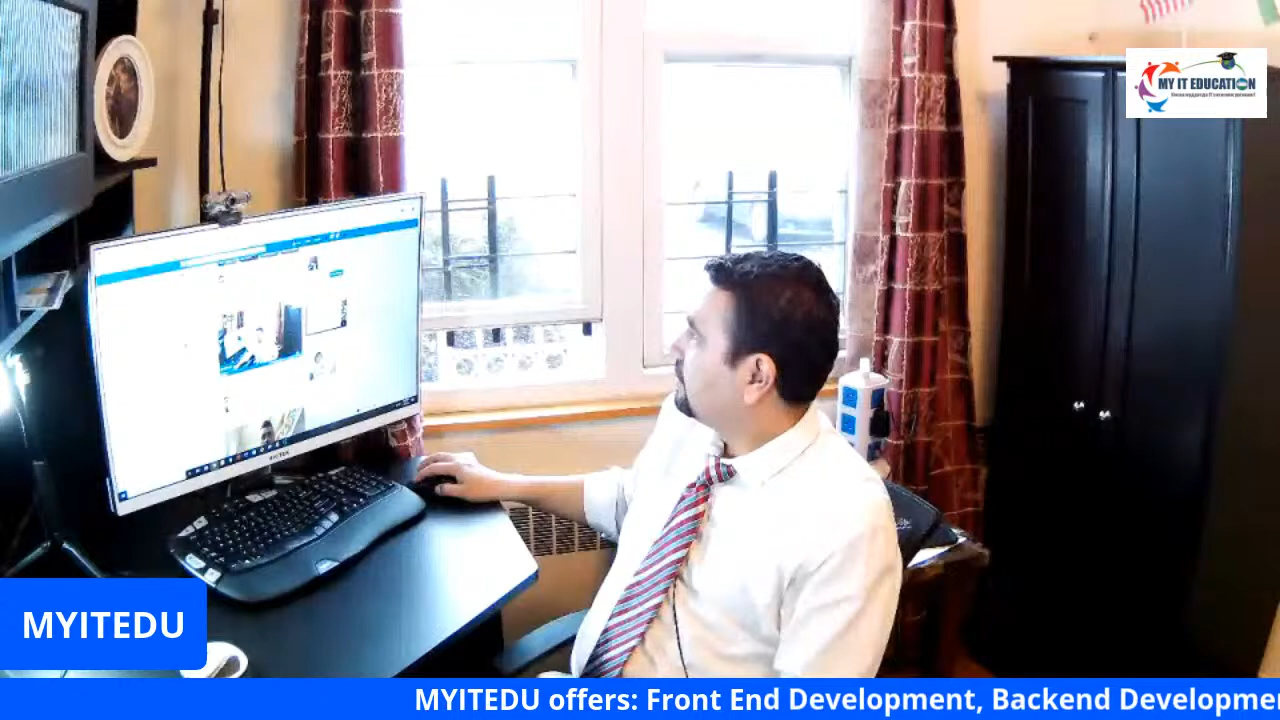 MY IT EDUCATION
MYITEDU
MYITEDU offers: Front End Development, Backend Developme